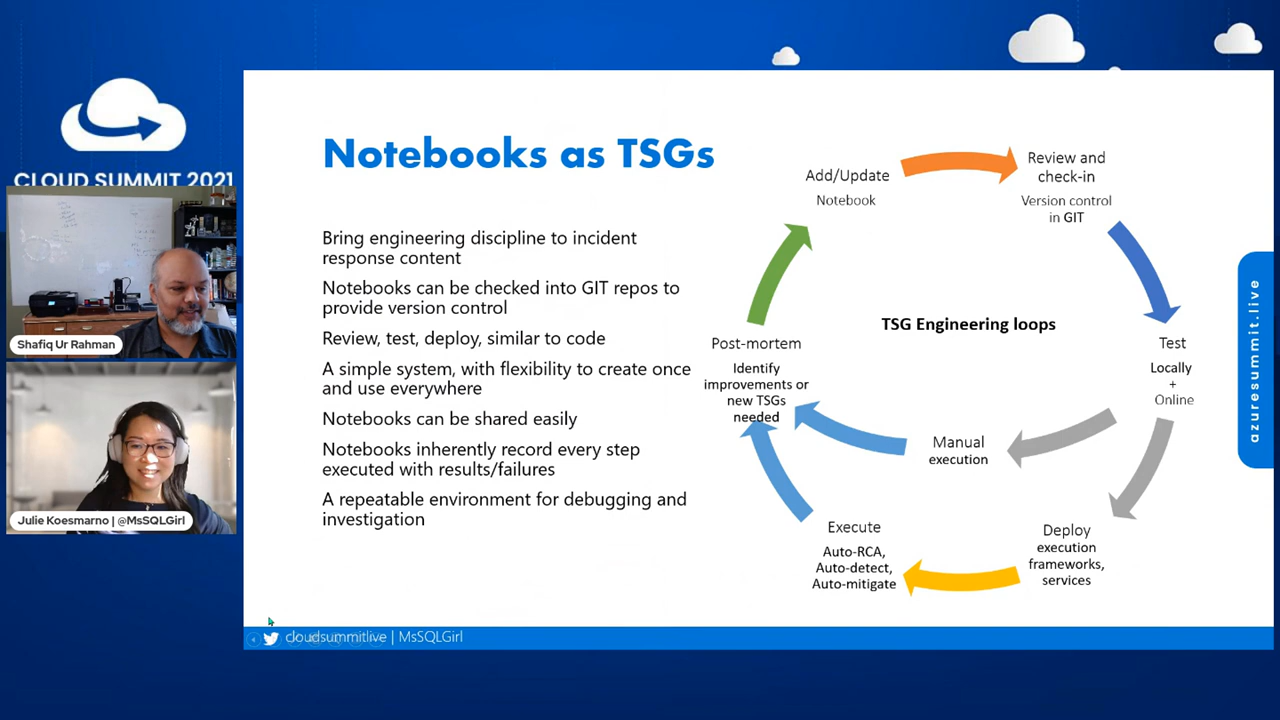 CLOUD SUMMIT 2021
Shafiq Ur Rahman
Julie Koesmarno | @MsSQLGirl
Notebooks as TSGs
Bring engineering discipline to incident
response content
Notebooks can be checked into GIT repos to
provide version control
Review, test, deploy, similar to code
A simple system, with flexibility to create once
and use everywhere
Notebooks can be shared easily
Notebooks inherently record every step
executed with results/failures
A repeatable environment for debugging and
investigation
TSG Engineering loops
Add/Update
Notebook
Review and
check-in
Version control
in GIT
Test
Locally
+
Online
Manual
execution
Deploy
execution
frameworks,
services
Execute
Auto-RCA,
Auto-detect,
Auto-mitigate
Post-mortem
Identify
improvements or
new TSGs
needed
cloudsummitlive | MsSQLGirl
azuresummit.live